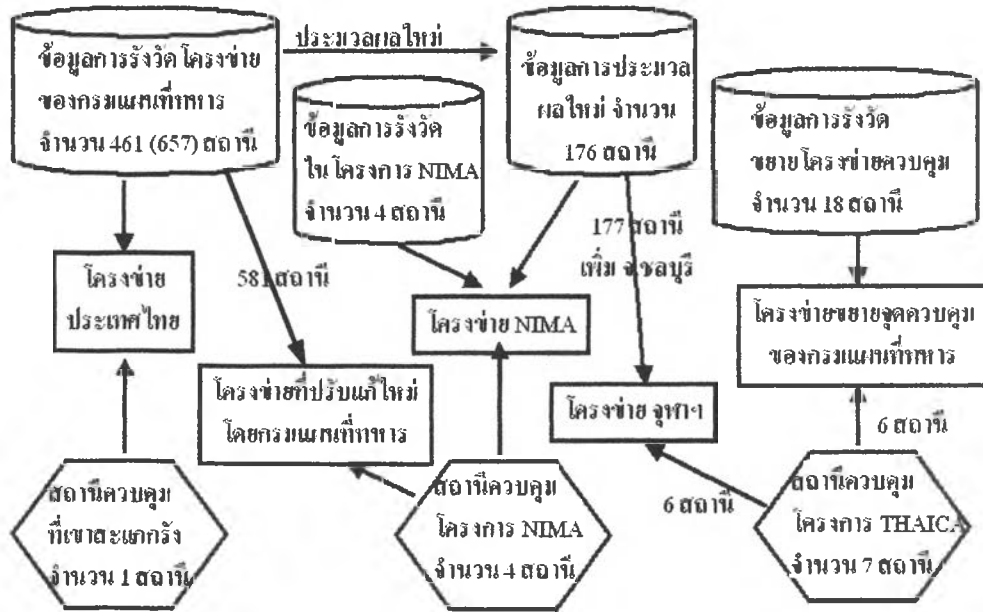 ข้อมูลการรังวัดโครงข่าย
ของกรมแผนที่ทหาร
จำนวน 461 (657) สถานี
ประมวลผลใหม่
ข้อมูลการรังวัด
ในโครงการ NIMA
จำนวน 4 สถานี
ข้อมูลการประมวล
ผลใหม่ จำนวน
176 สถานี
ข้อมูลการรังวัด
ขยายโครงข่ายควบคุม
จำนวน 18 สถานี
177 สถานี
เพิ่ม จ.ชลบุรี
581 สถานี
โครงข่าย
ประเทศไทย
โครงข่าย NIMA
โครงข่ายขยายจุดควบคุม
ของกรมแผนที่ทหาร
โครงข่ายที่ปรับแก้ใหม่
โดยกรมแผนที่ทหาร
โครงข่าย จุฬาฯ
6 สถานี
6 สถานี
สถานีควบคุม
ที่เขาสะแกกรัง
จำนวน 1 สถานี
สถานีควบคุม
โครงการ NIMA
จำนวน 4 สถานี
สถานีควบคุม
โครงการ THAICA
จำนวน 7 สถานี